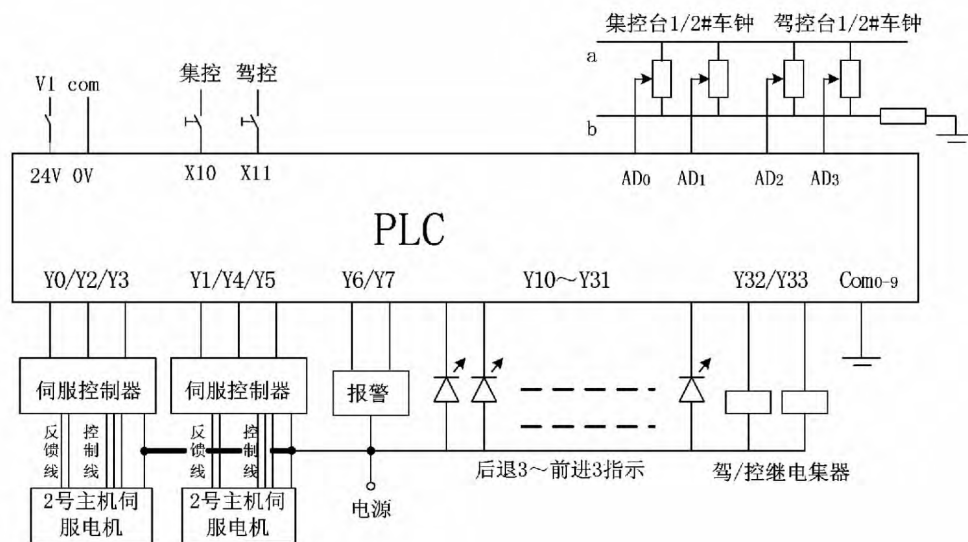 集控台1/2#车钟 驾控台1/2#车钟
a
V1 com 集控 驾控
b
24V 0V X10 X11 AD0 AD1 AD2 AD3
PLC
Y0/Y2/Y3 Y1/Y4/Y5 Y6/Y7 Y10～Y31 Y32/Y33 Com0-9
伺服控制器 伺服控制器 报警
反馈线 控制线 反馈线 控制线
后退3～前进3指示 驾/控继电集器
2号主机伺服电机 2号主机伺服电机 电源